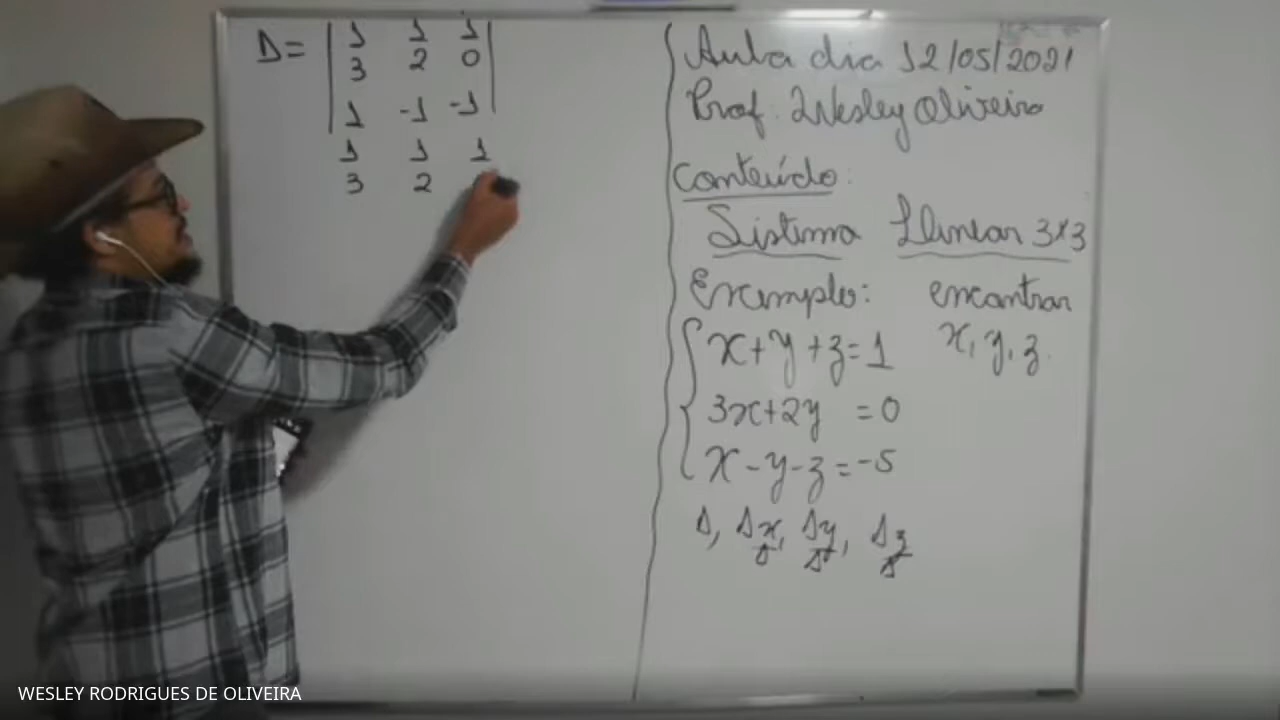 Δ= | 1 1 1 |
| 3 2 0 |
| 1 -1 -1 |
1 1 1
3 2
Aula dia 12/05/2021
Prof. Wesley Oliveira
Conteúdo:
Sistema Llinear 3x3
Exemplo: encontrar
x+y+z=1 x, y, z.
3x+2y =0
x-y-z=-5
Δ, Δx/Δ, Δy/Δ, Δz/Δ
WESLEY RODRIGUES DE OLIVEIRA